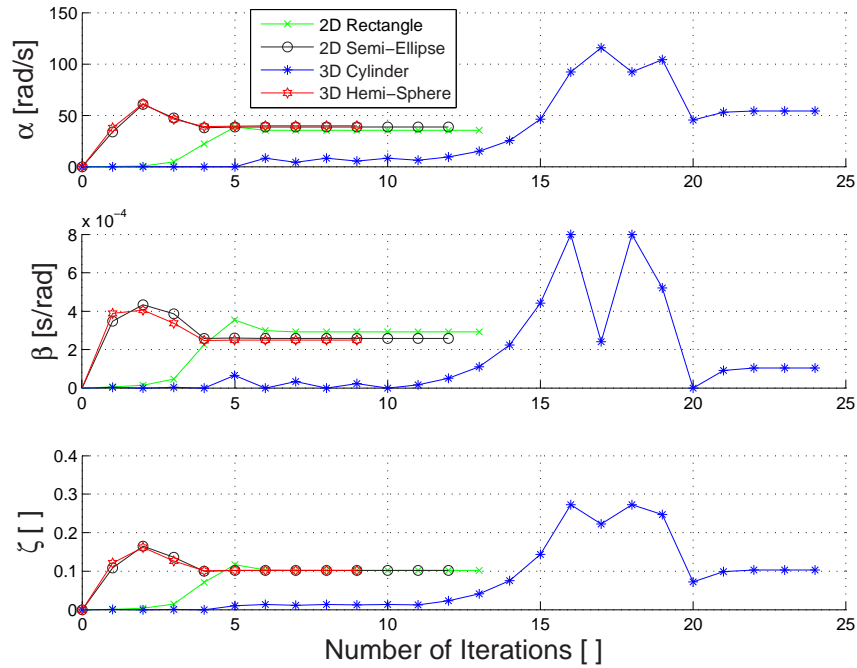 150
100
50
0
α [rad/s]
2D Rectangle
2D Semi−Ellipse
3D Cylinder
3D Hemi−Sphere
0 5 10 15 20 25
x 10⁻⁴
8
6
4
2
0
β [s/rad]
0 5 10 15 20 25
0.4
0.3
0.2
0.1
0
ζ [ ]
0 5 10 15 20 25
Number of Iterations [ ]